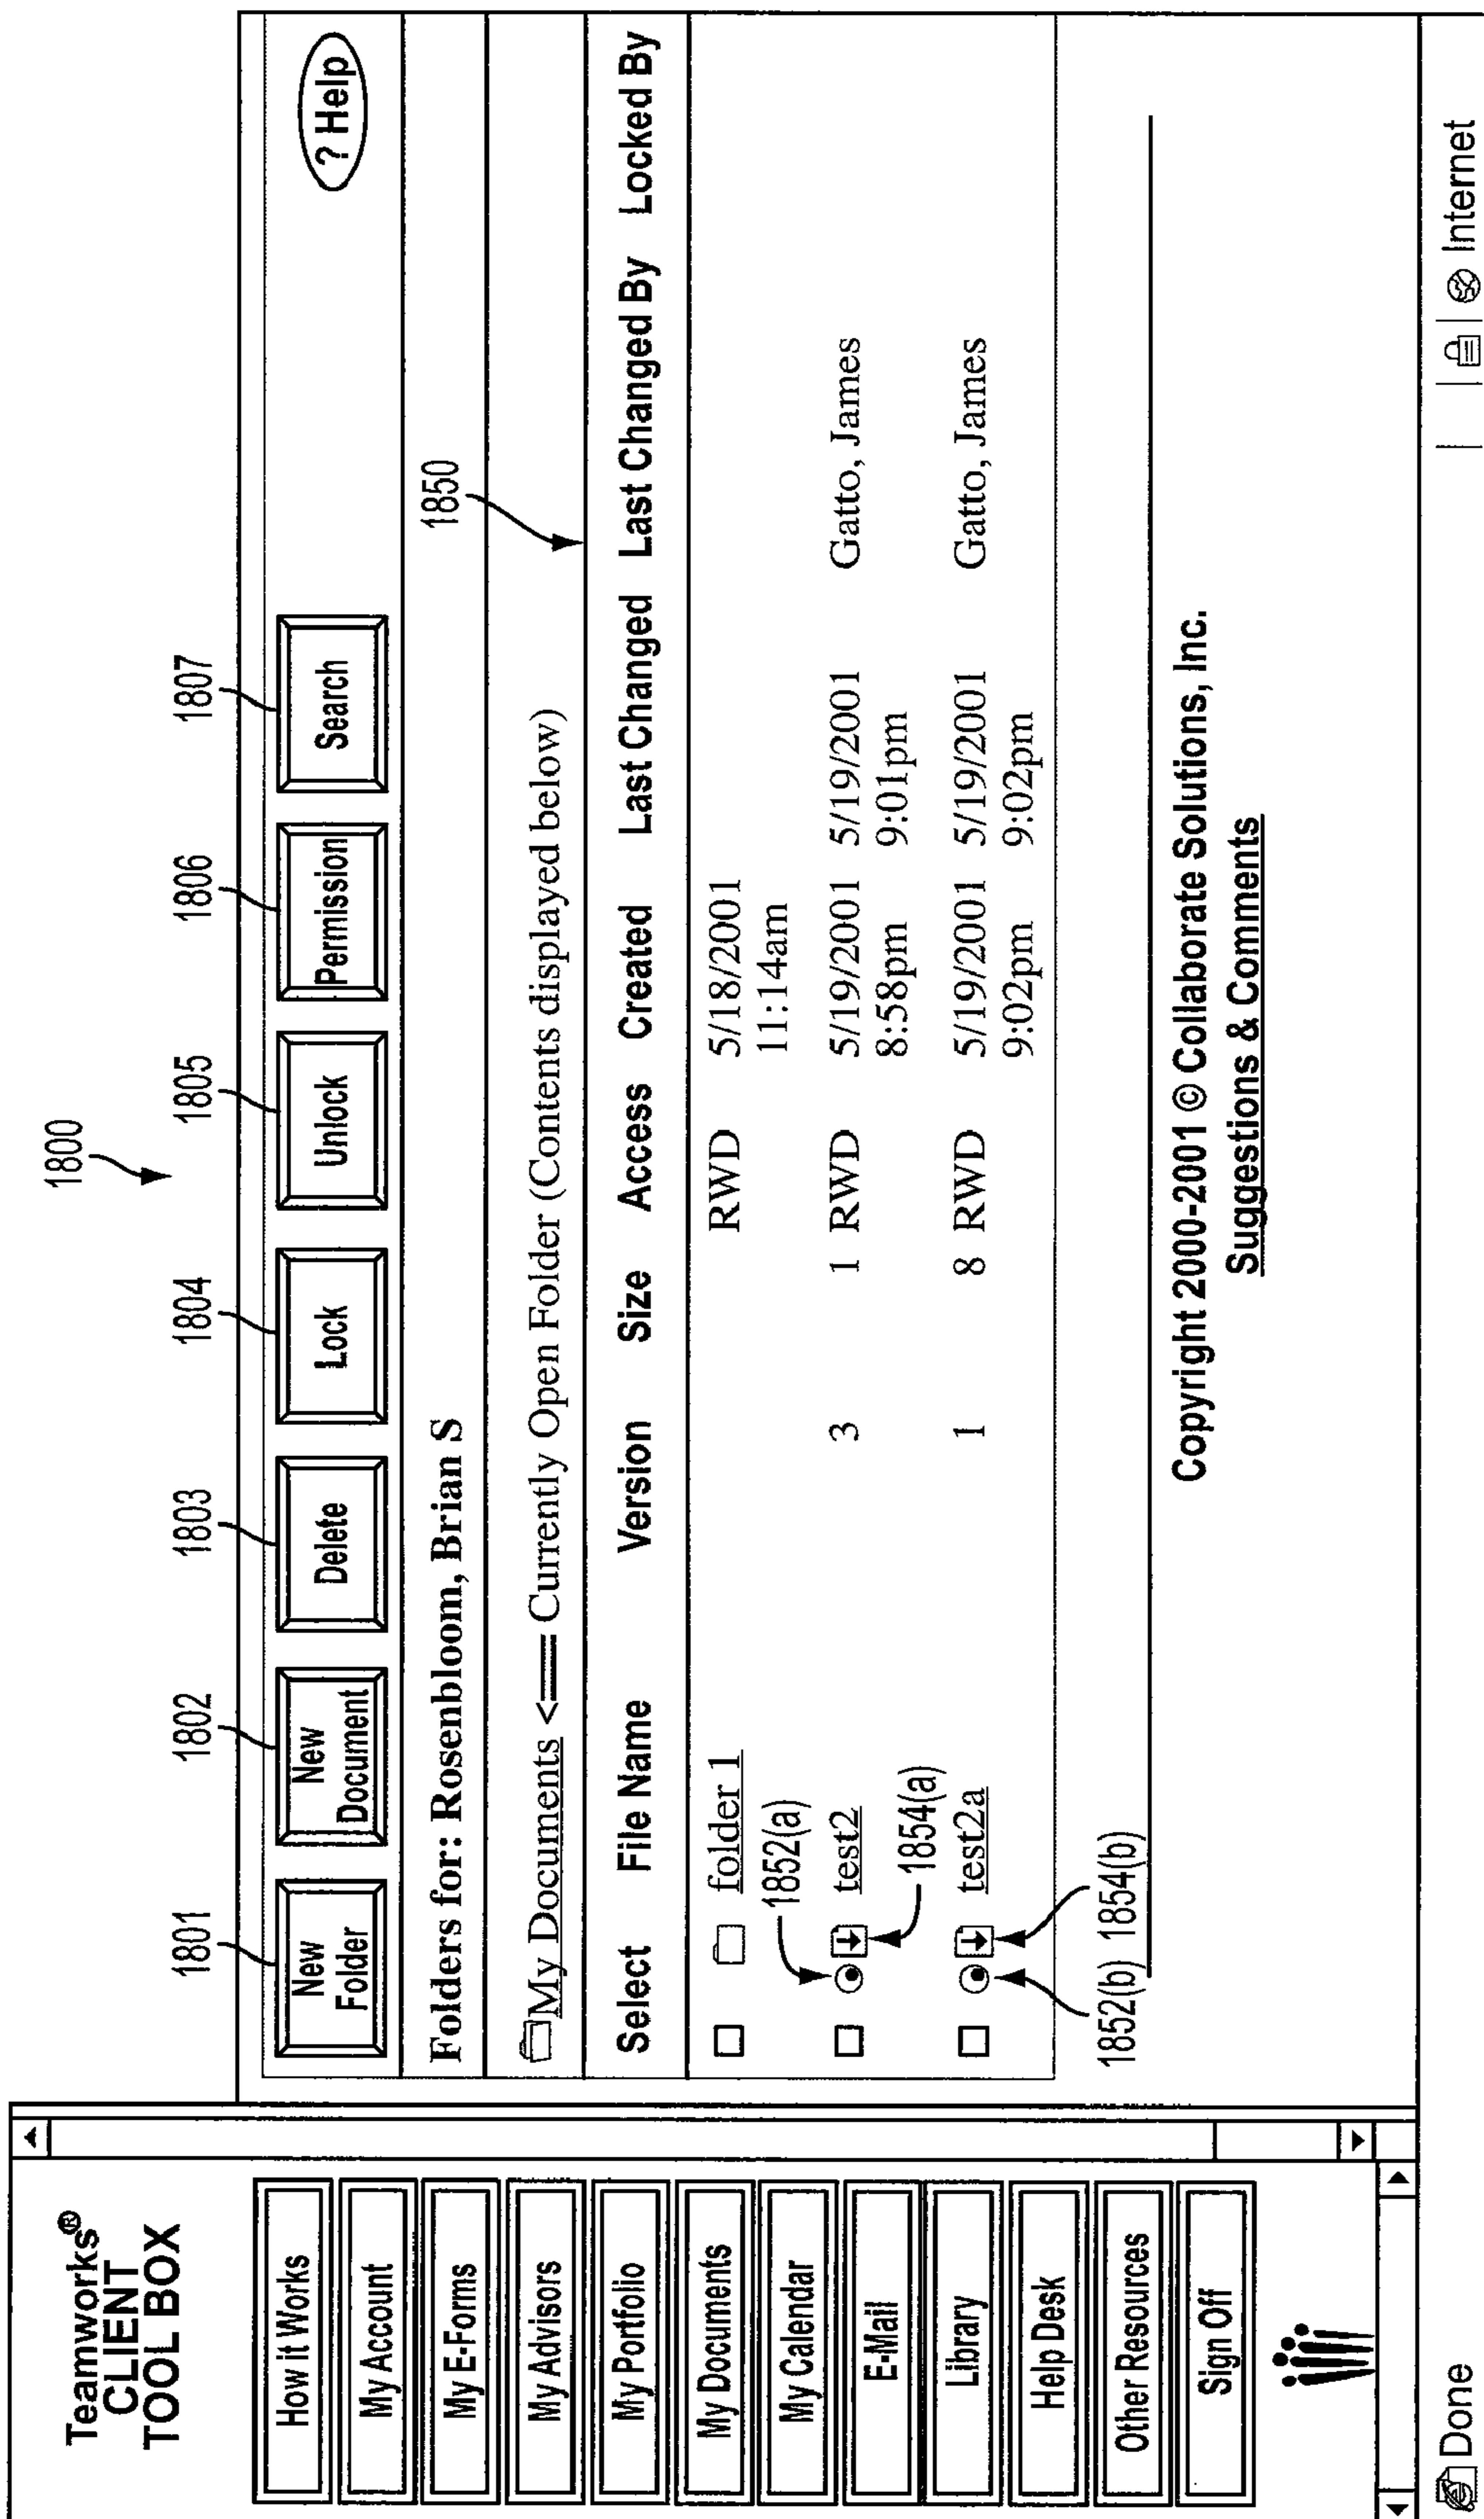 1800
1801
1802
1803
1804
1805
1806
1807
Teamworks®
CLIENT
TOOL BOX
How it Works
My Account
My E-Forms
My Advisors
My Portfolio
My Documents
My Calendar
E-Mail
Library
Help Desk
Other Resources
Sign Off
New Folder
New Document
Delete
Lock
Unlock
Permission
Search
? Help
Folders for: Rosenbloom, Brian S
1850
My Documents <=== Currently Open Folder (Contents displayed below)
Select File Name Version Size Access Created Last Changed Last Changed By Locked By
folder 1 RWD 5/18/2001
11:14am
1852(a)
test2 3 1 RWD 5/19/2001 5/19/2001 Gatto, James
8:58pm 9:01pm
1854(a)
test2a 1 8 RWD 5/19/2001 5/19/2001 Gatto, James
9:02pm 9:02pm
1852(b) 1854(b)
Copyright 2000-2001 © Collaborate Solutions, Inc.
Suggestions & Comments
Done
Internet